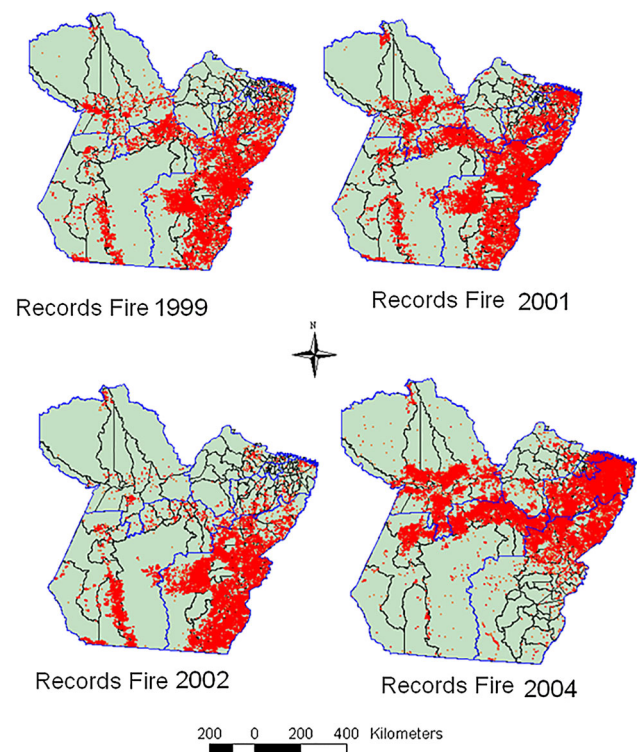 Records Fire 1999
Records Fire 2001
N
Records Fire 2002
Records Fire 2004
200 0 200 400 Kilometers